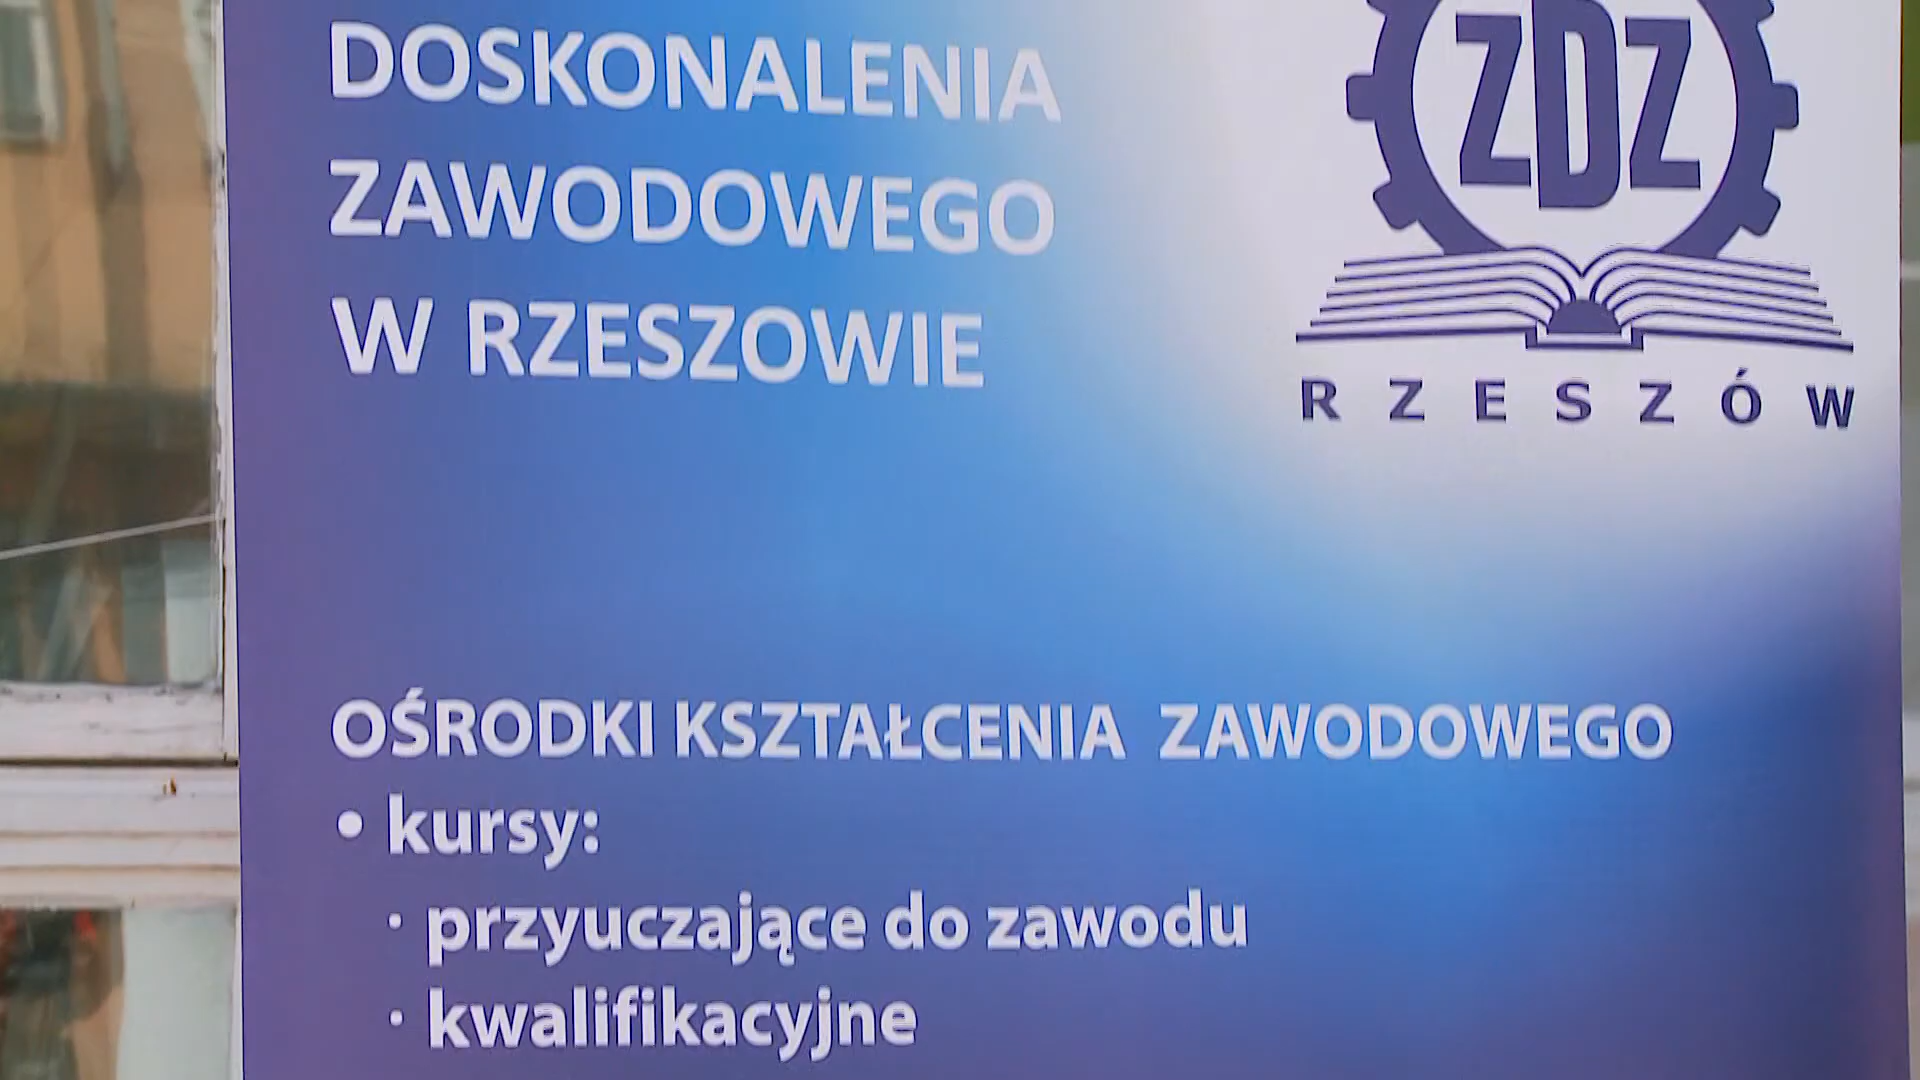 DOSKONALENIA
ZAWODOWEGO
W RZESZOWIE
ZDZ
RZESZÓW
OŚRODKI KSZTAŁCENIA ZAWODOWEGO
• kursy:
· przyuczające do zawodu
· kwalifikacyjne